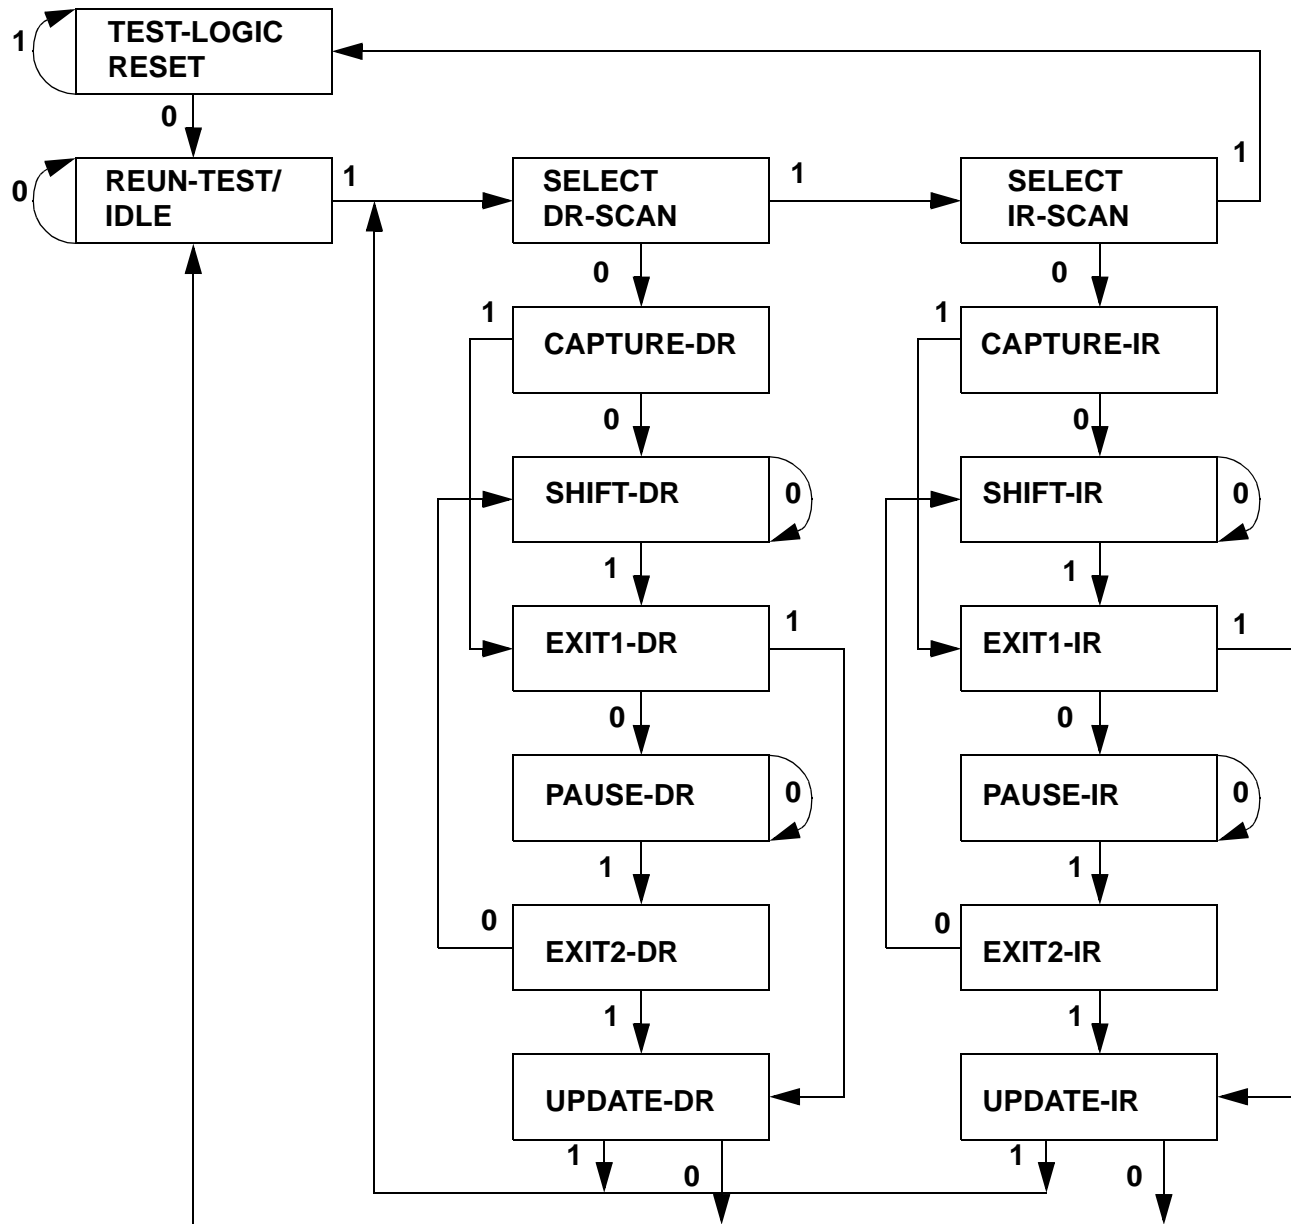 1
TEST-LOGIC
RESET
0
0
REUN-TEST/
IDLE
1
SELECT
DR-SCAN
1
SELECT
IR-SCAN
1
0
0
1
CAPTURE-DR
1
CAPTURE-IR
0
0
SHIFT-DR
0
SHIFT-IR
0
1
1
EXIT1-DR
1
EXIT1-IR
1
0
0
PAUSE-DR
0
PAUSE-IR
0
1
1
0
EXIT2-DR
0
EXIT2-IR
1
1
UPDATE-DR
UPDATE-IR
1
0
1
0